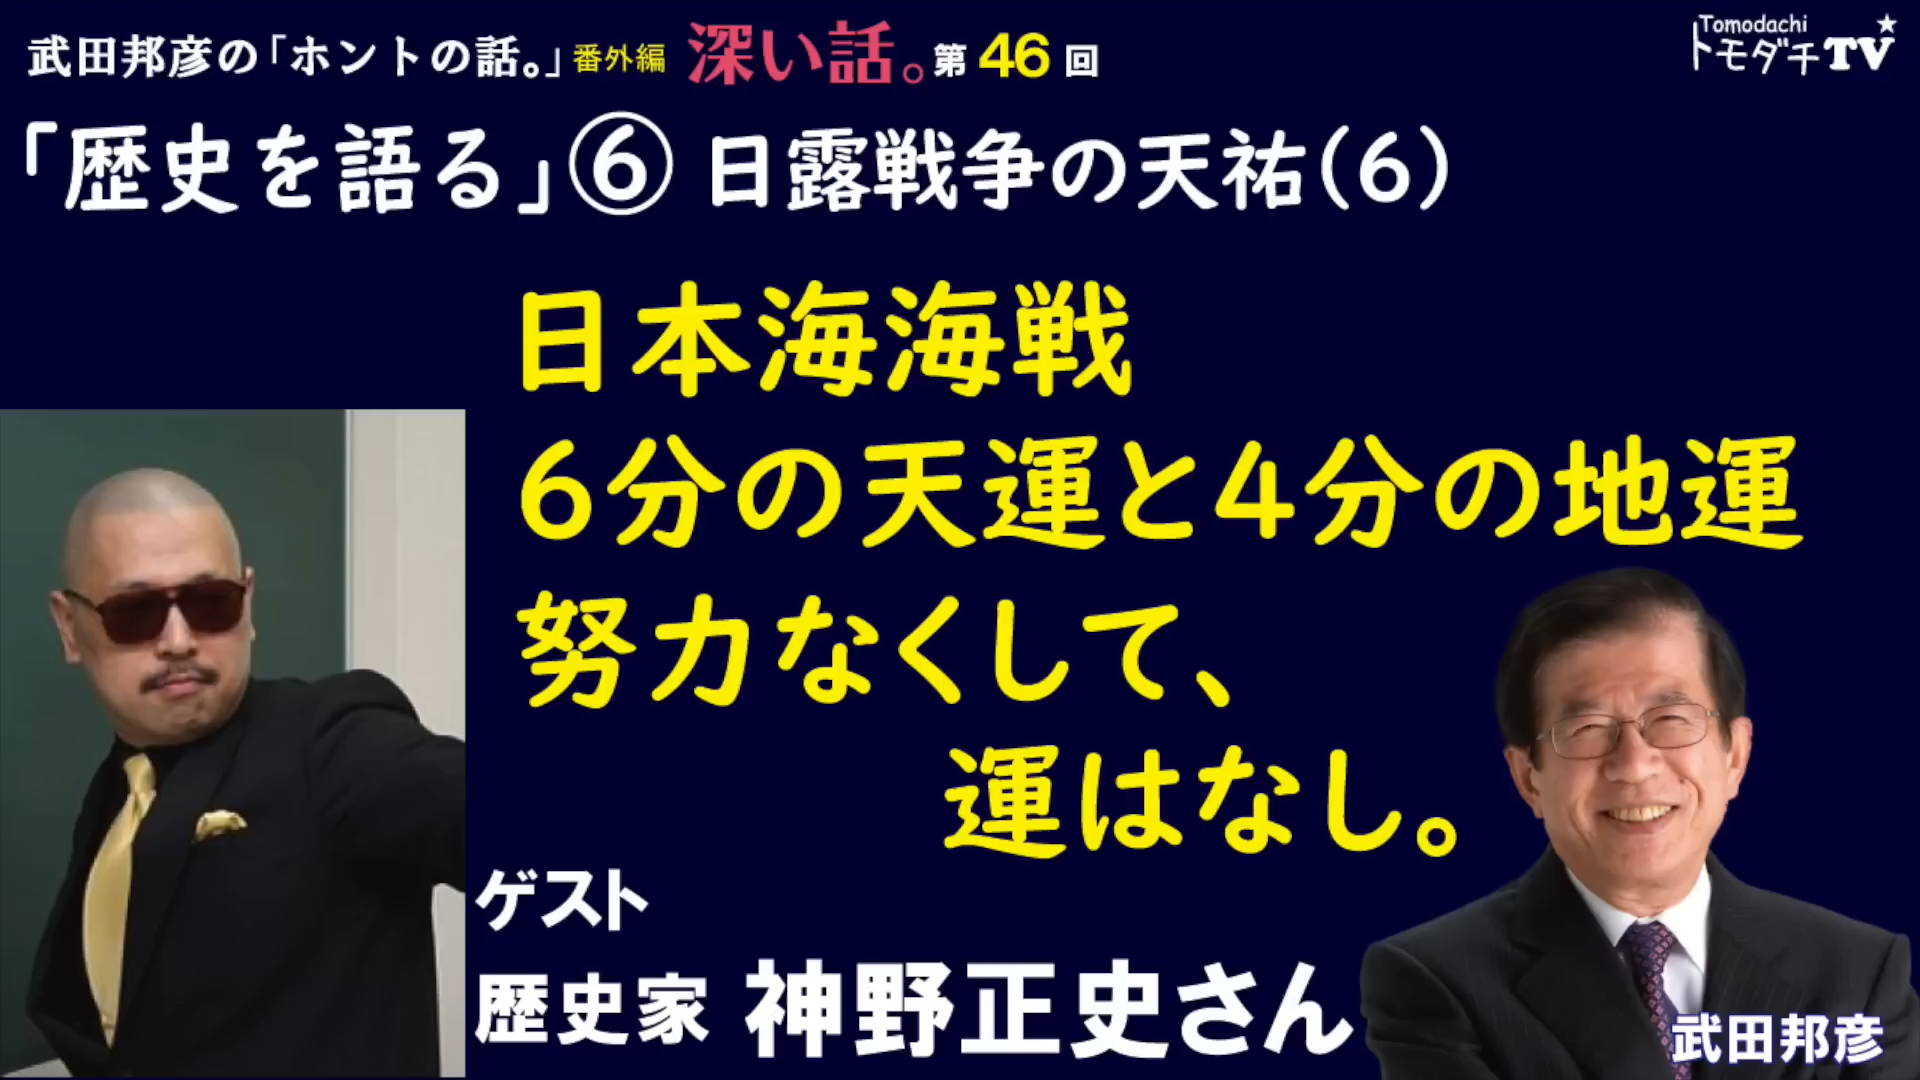 武田邦彦の「ホントの話。」番外編 深い話。第46回
Tomodachi
トモダチTV
「歴史を語る」⑥ 日露戦争の天祐(6)
日本海海戦
6分の天運と4分の地運
努力なくして、
運はなし。
ゲスト
歴史家 神野正史さん
武田邦彦